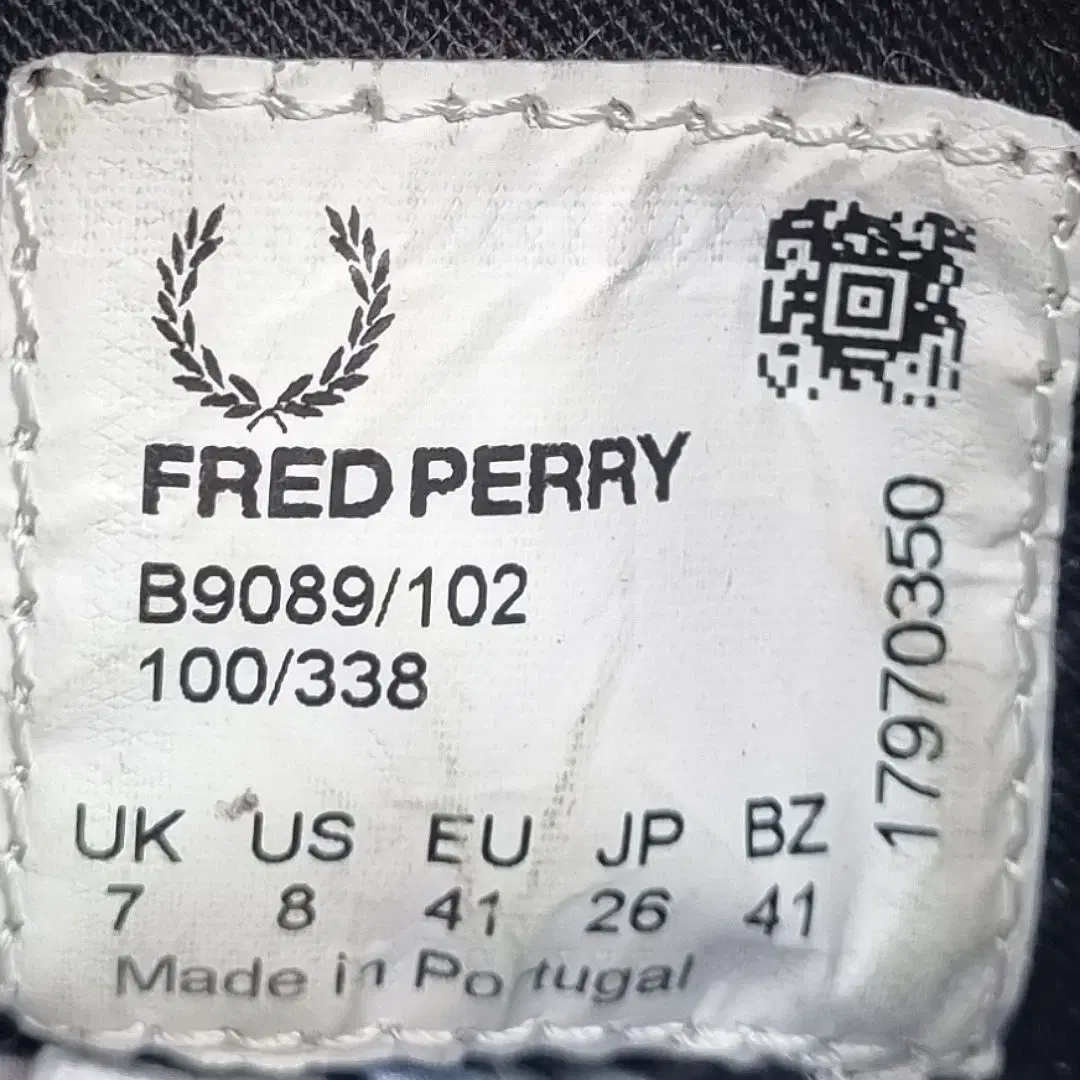 FRED PERRY
B9089/102
100/338
UK US EU JP BZ
7 8 41 26 41
Made in Portugal
17970350